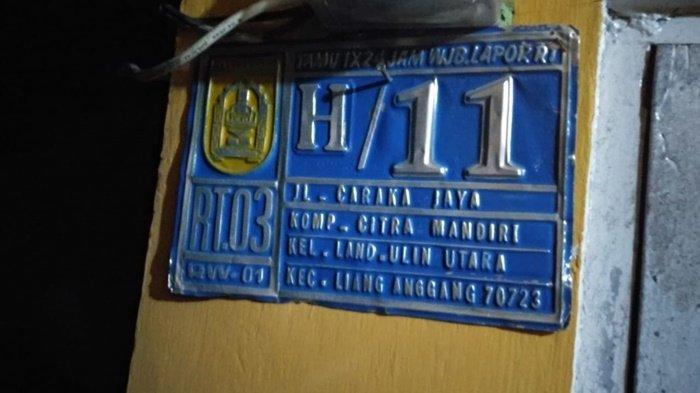 TAMU 1X24 JAM WJB.LAPOR RT
H/11
RT.03
RW-01
JL. CARAKA JAYA
KOMP. CITRA MANDIRI
KEL. LAND.ULIN UTARA
KEC. LIANG ANGGANG 70723